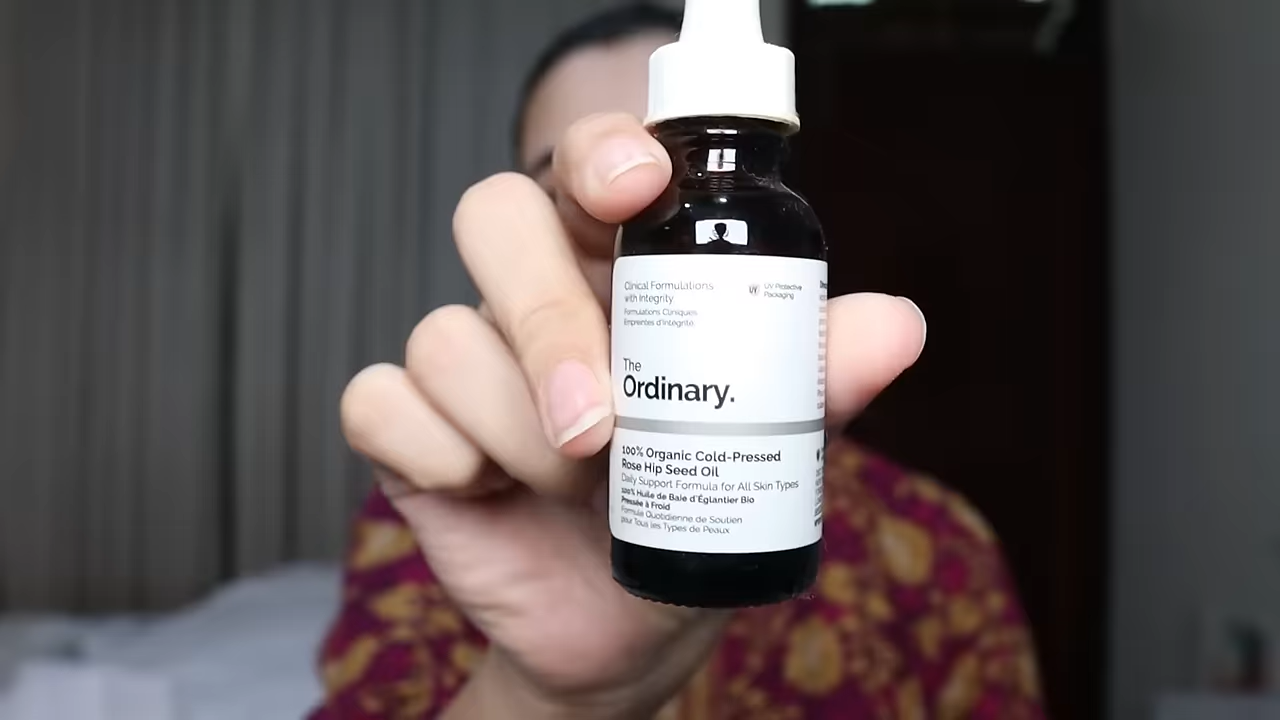 Clinical Formulations
with Integrity
Formulations Cliniques
Empreintes d'Intégrité
UV
UV Protective
Packaging
The
Ordinary.
100% Organic Cold-Pressed
Rose Hip Seed Oil
Daily Support Formula for All Skin Types
100% Huile de Baie d'Églantier Bio
Pressée à Froid
Formule Quotidienne de Soutien
pour Tous les Types de Peaux